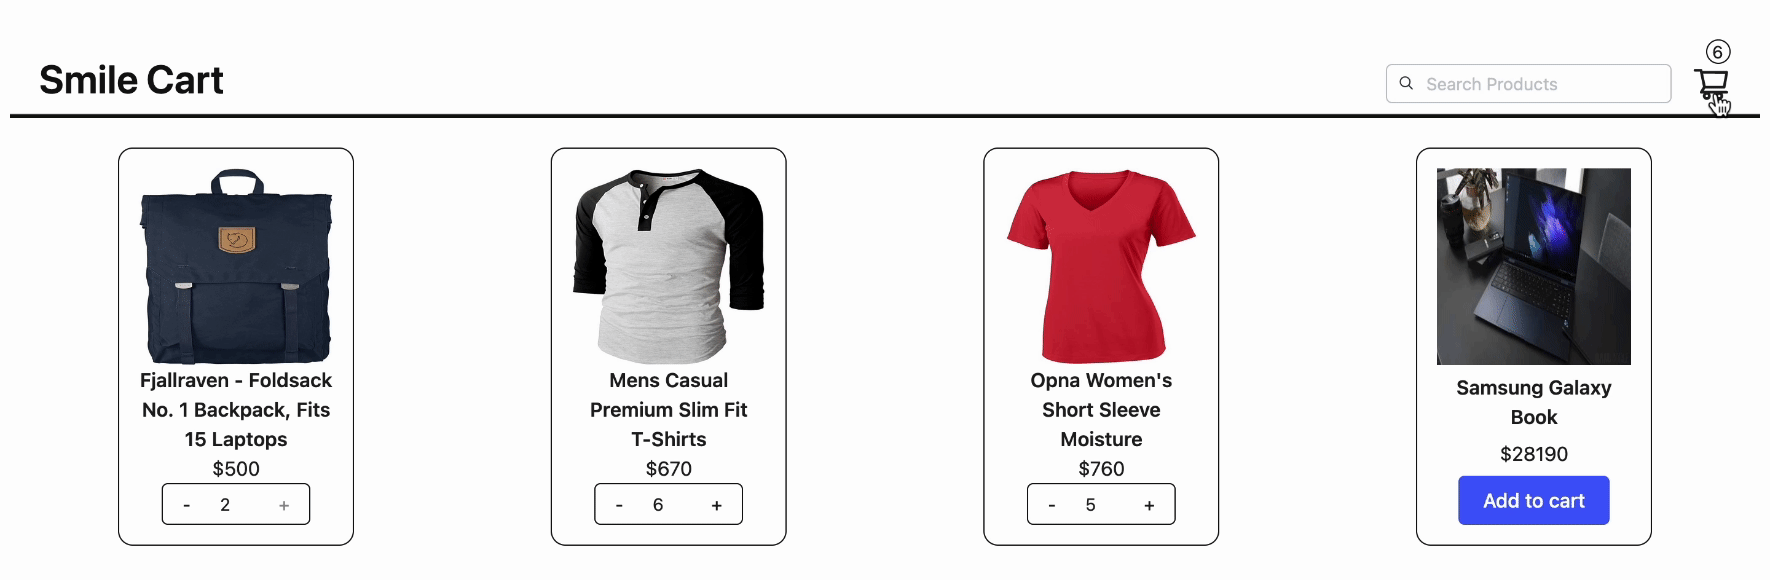 6
Smile Cart
Search Products
Fjallraven - Foldsack
No. 1 Backpack, Fits
15 Laptops
$500
- 2 +
Mens Casual
Premium Slim Fit
T-Shirts
$670
- 6 +
Opna Women's
Short Sleeve
Moisture
$760
- 5 +
Samsung Galaxy
Book
$28190
Add to cart